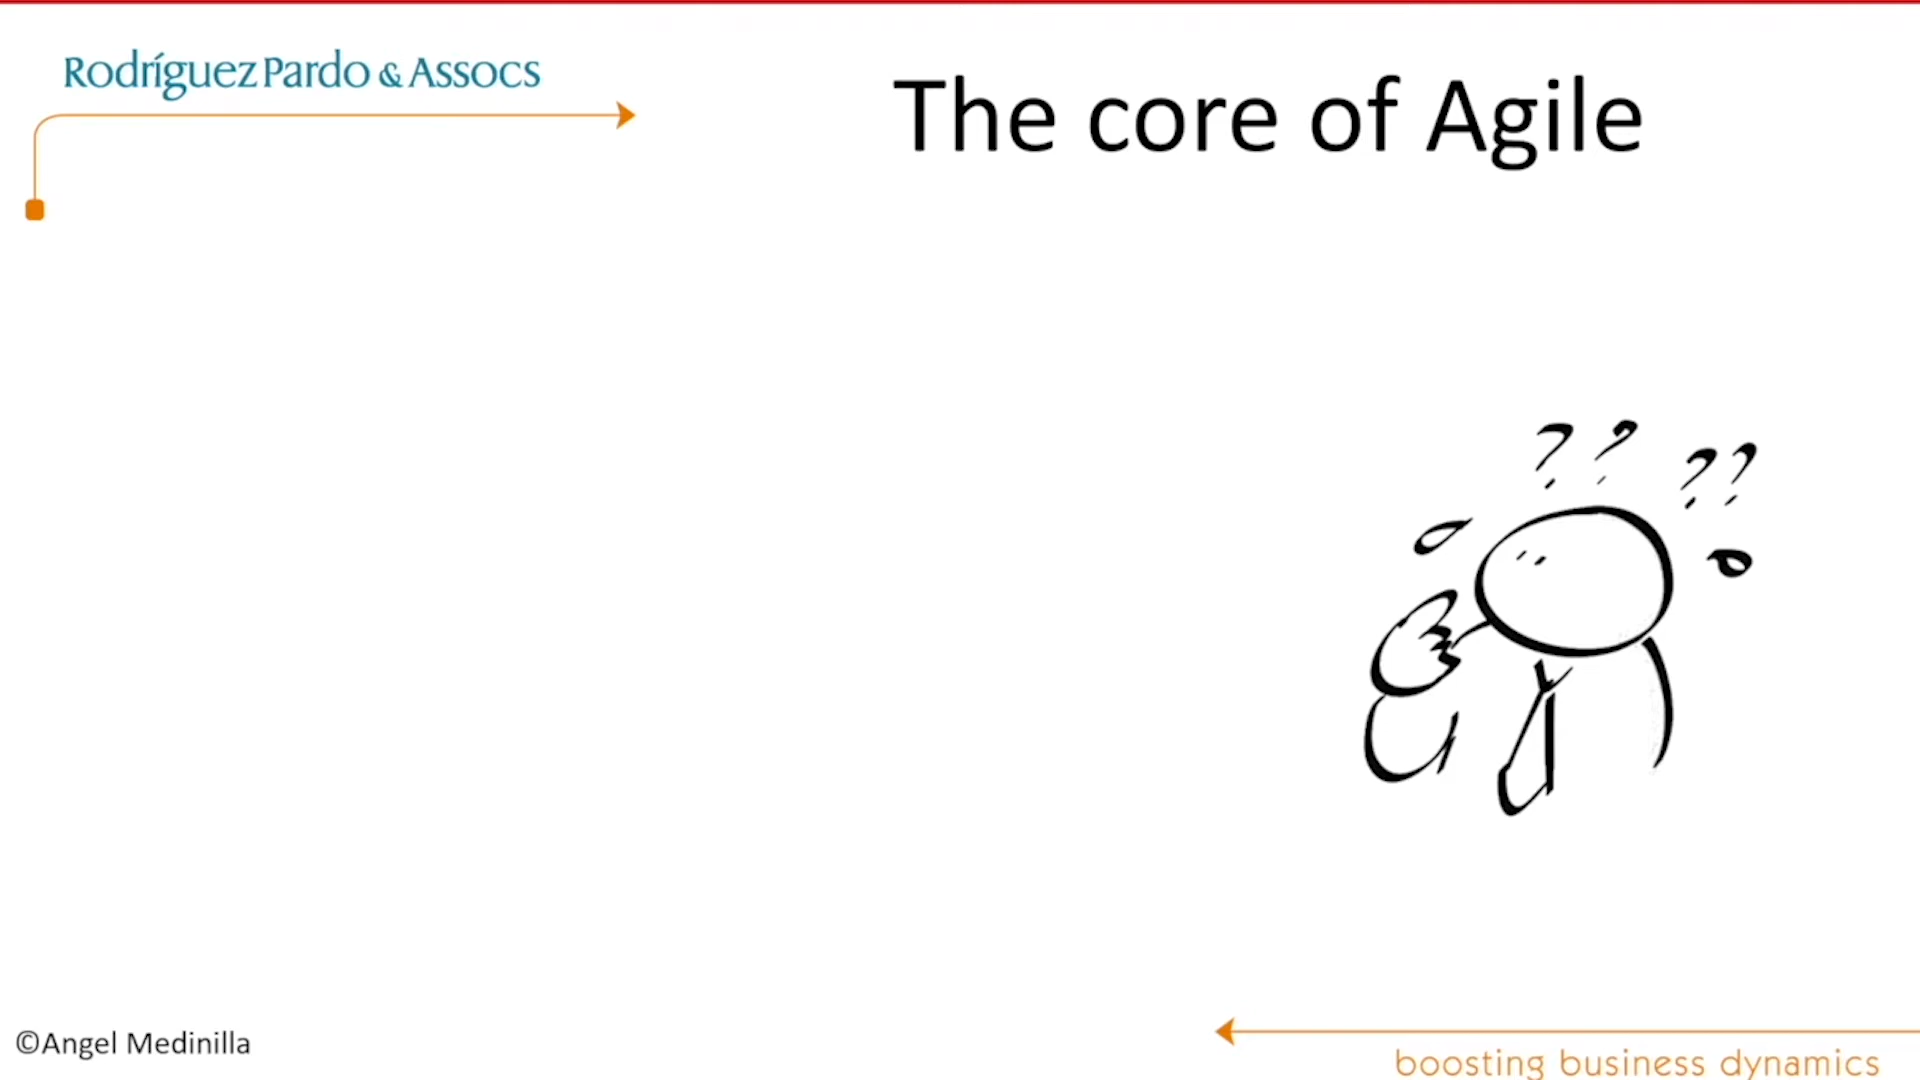 Rodríguez Pardo & Assocs
The core of Agile
? ? ? ?
©Angel Medinilla
boosting business dynamics